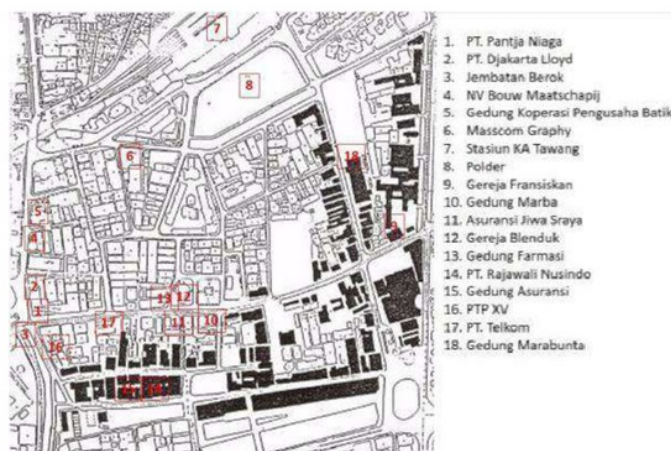 1. PT. Pantja Niaga
2. PT. Djakarta Lloyd
3. Jembatan Berok
4. NV Bouw Maatschapij
5. Gedung Koperasi Pengusaha Batik
6. Masscom Graphy
7. Stasiun KA Tawang
8. Polder
9. Gereja Fransiskan
10. Gedung Marba
11. Asuransi Jiwa Sraya
12. Gereja Blenduk
13. Gedung Farmasi
14. PT. Rajawali Nusindo
15. Gedung Asuransi
16. PTP XV
17. PT. Telkom
18. Gedung Marabunta
7
8
6
18
5
4
2
13 12
1
17 11 10
3
16